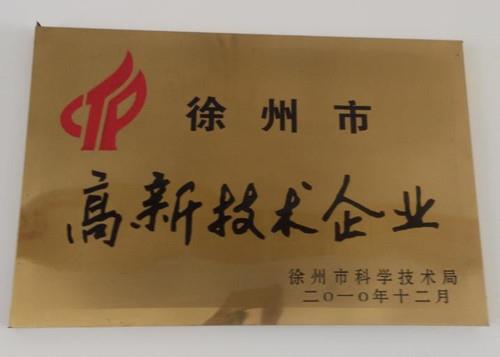 徐州市
高新技术企业
徐州市科学技术局
二〇一〇年十二月